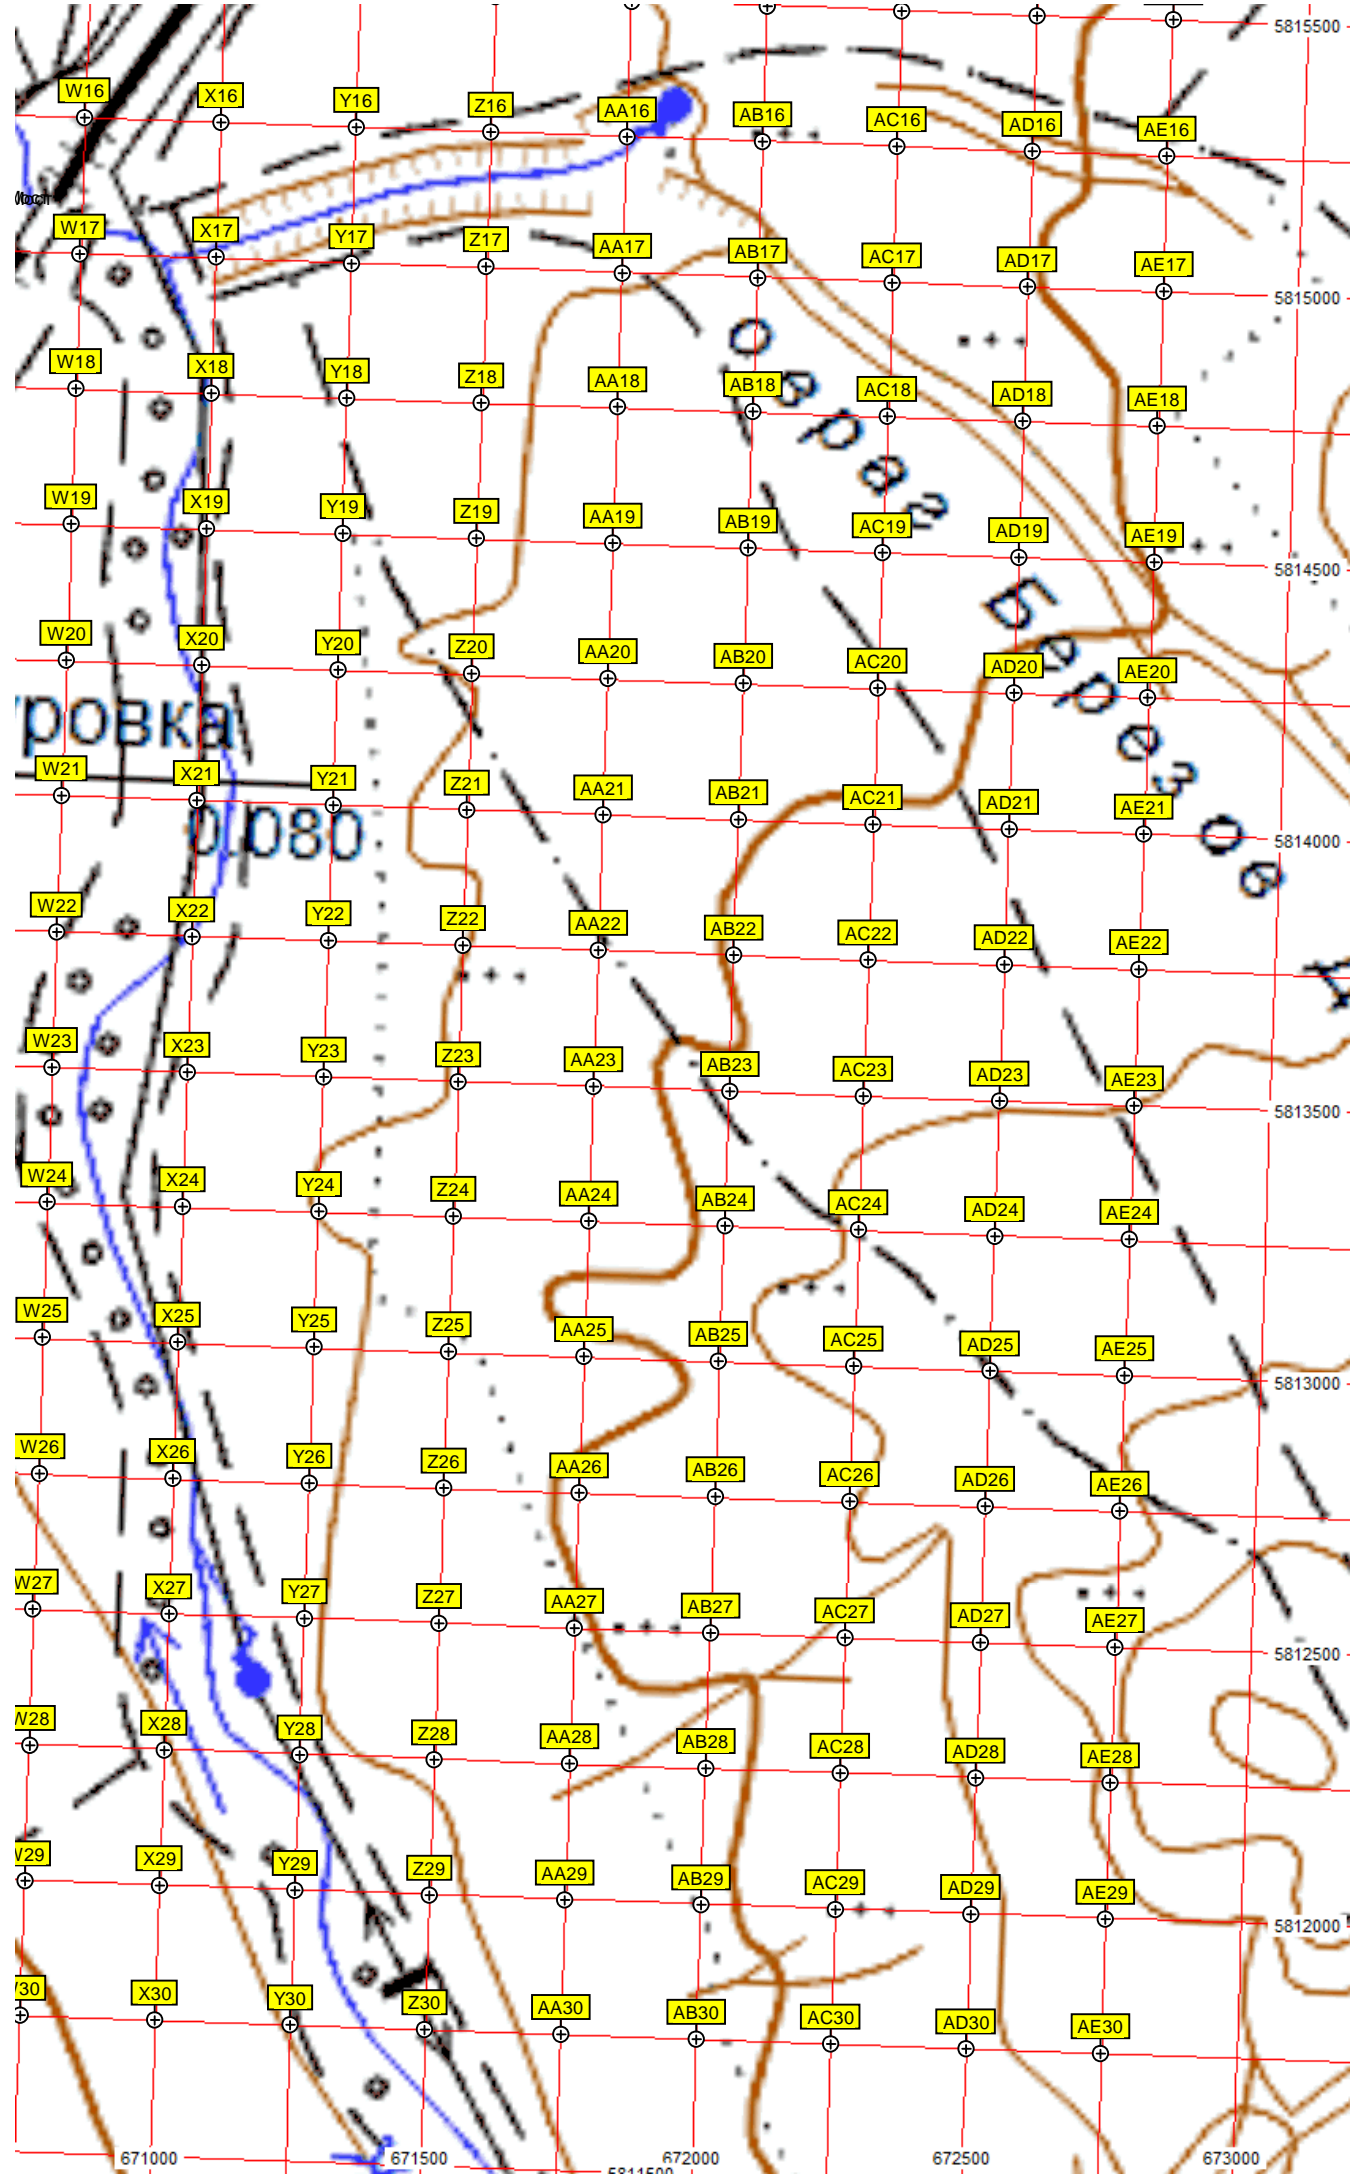 5815500
W16 X16 Y16 Z16 AA16 AB16 AC16 AD16 AE16
W17 X17 Y17 Z17 AA17 AB17 AC17 AD17 AE17
5815000
W18 X18 Y18 Z18 AA18 AB18 AC18 AD18 AE18
W19 X19 Y19 Z19 AA19 AB19 AC19 AD19 AE19
5814500
овраг Березов
W20 X20 Y20 Z20 AA20 AB20 AC20 AD20 AE20
уровка
W21 X21 Y21 Z21 AA21 AB21 AC21 AD21 AE21
0.080
5814000
W22 X22 Y22 Z22 AA22 AB22 AC22 AD22 AE22
W23 X23 Y23 Z23 AA23 AB23 AC23 AD23 AE23
5813500
W24 X24 Y24 Z24 AA24 AB24 AC24 AD24 AE24
W25 X25 Y25 Z25 AA25 AB25 AC25 AD25 AE25
5813000
W26 X26 Y26 Z26 AA26 AB26 AC26 AD26 AE26
W27 X27 Y27 Z27 AA27 AB27 AC27 AD27 AE27
5812500
W28 X28 Y28 Z28 AA28 AB28 AC28 AD28 AE28
W29 X29 Y29 Z29 AA29 AB29 AC29 AD29 AE29
5812000
W30 X30 Y30 Z30 AA30 AB30 AC30 AD30 AE30
671000 671500 672000 672500 673000
5811500